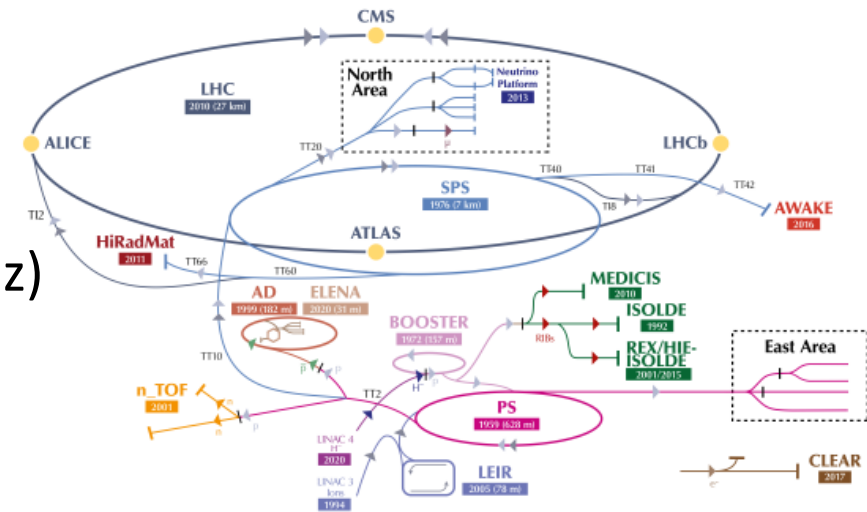 CMS
North
Area
Neutrino
Platform
2013
LHC
2010 (27 km)
ALICE
LHCb
TT20
TT40
TT41
SPS
1976 (7 km)
TI8
TT42
AWAKE
2016
TI2
ATLAS
HiRadMat
2011
TT66
TT60
z)
AD
1999 (182 m)
ELENA
2020 (31 m)
MEDICIS
2010
BOOSTER
1972 (157 m)
ISOLDE
1992
RIBs
REX/HIE-
ISOLDE
2001/2015
East Area
TT10
p
p
H-
p
n_TOF
2001
n
n
p
TT2
PS
1959 (628 m)
LINAC 4
H-
2020
LINAC 3
Ions
1994
LEIR
2005 (78 m)
CLEAR
2017
e-